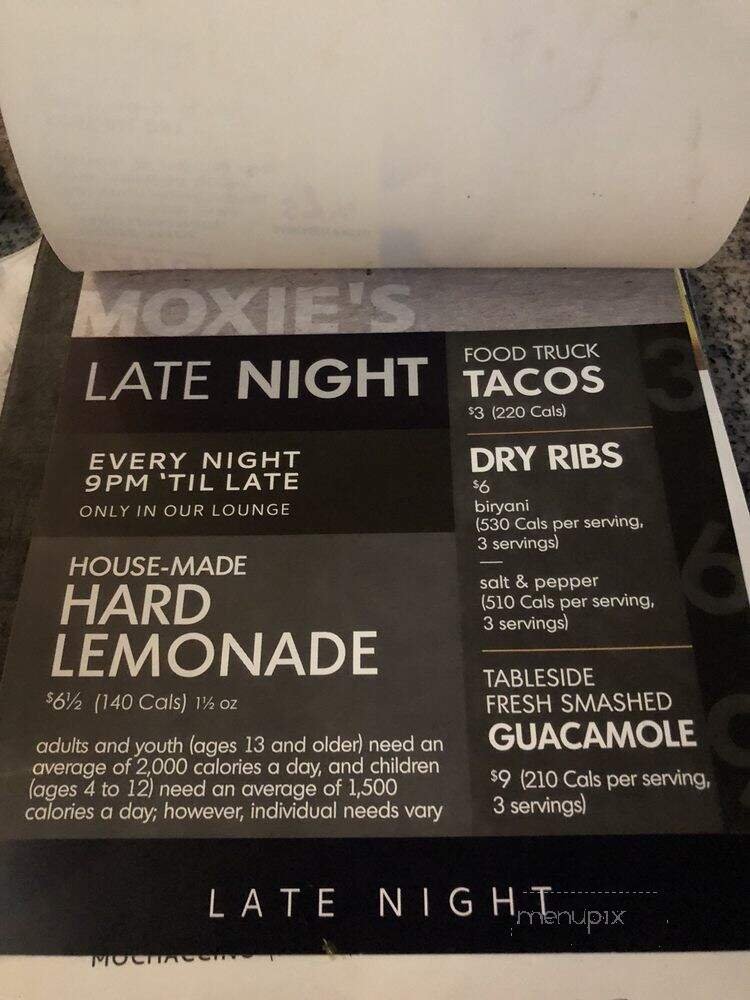 MOXIE'S
LATE NIGHT
EVERY NIGHT
9PM 'TIL LATE
ONLY IN OUR LOUNGE
HOUSE-MADE
HARD
LEMONADE
$6½ (140 Cals) 1½ oz
adults and youth (ages 13 and older) need an
average of 2,000 calories a day, and children
(ages 4 to 12) need an average of 1,500
calories a day; however, individual needs vary
FOOD TRUCK
TACOS
$3 (220 Cals)
3
DRY RIBS
$6
biryani
(530 Cals per serving,
3 servings)
salt & pepper
(510 Cals per serving,
3 servings)
6
TABLESIDE
FRESH SMASHED
GUACAMOLE
$9 (210 Cals per serving,
3 servings)
9
LATE NIGHT
menupix